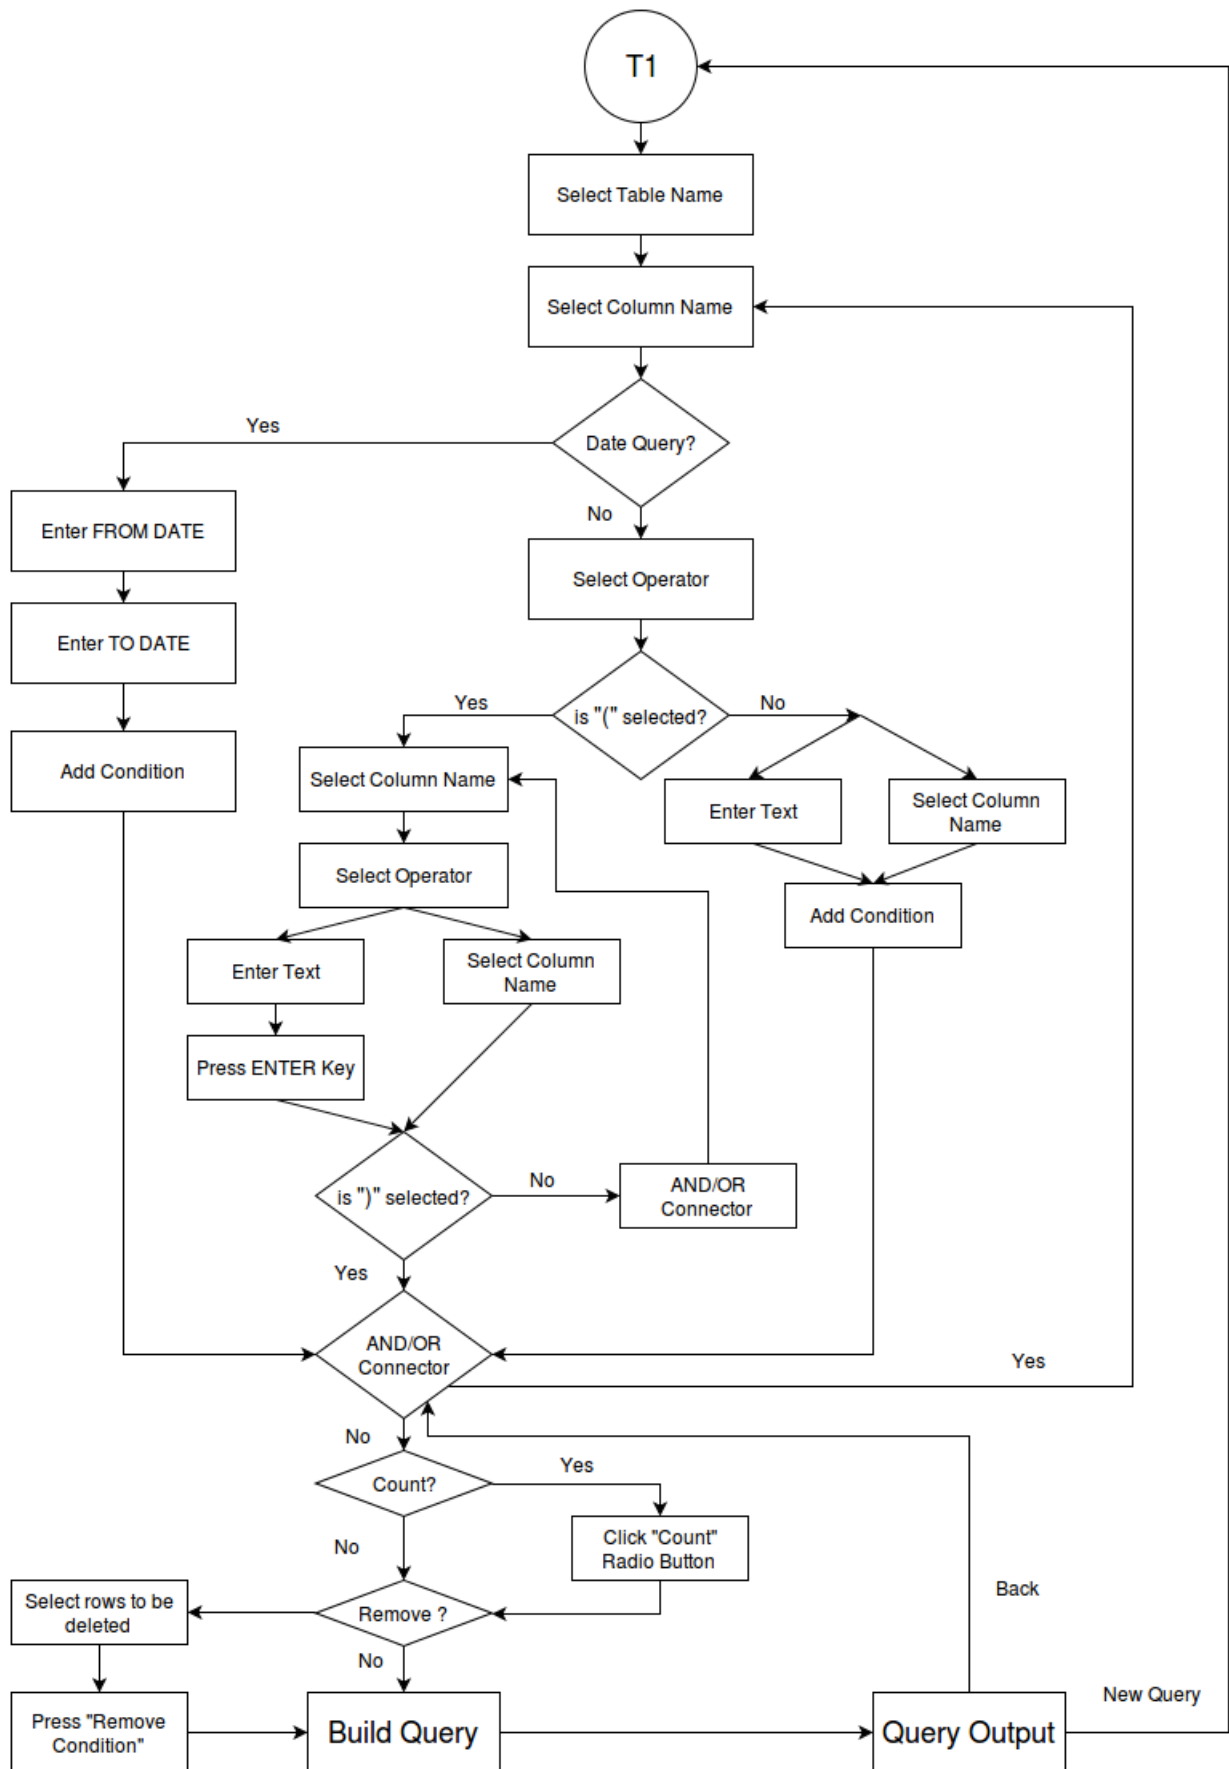 T1
Select Table Name
Select Column Name
Yes
Date Query?
Enter FROM DATE
No
Select Operator
Enter TO DATE
Yes
is "(" selected?
No
Add Condition
Select Column Name
Enter Text
Select Column
Name
Select Operator
Add Condition
Enter Text
Select Column
Name
Press ENTER Key
is ")" selected?
No
AND/OR
Connector
Yes
AND/OR
Connector
Yes
No
Count?
Yes
Click "Count"
Radio Button
No
Back
Select rows to be
deleted
Remove ?
No
New Query
Press "Remove
Condition"
Build Query
Query Output